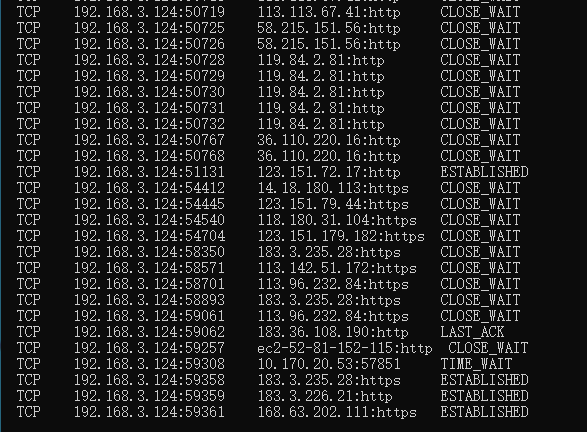 TCP 192.168.3.124:50719 113.113.67.41:http CLOSE_WAIT
TCP 192.168.3.124:50725 58.215.151.56:http CLOSE_WAIT
TCP 192.168.3.124:50726 58.215.151.56:http CLOSE_WAIT
TCP 192.168.3.124:50728 119.84.2.81:http CLOSE_WAIT
TCP 192.168.3.124:50729 119.84.2.81:http CLOSE_WAIT
TCP 192.168.3.124:50730 119.84.2.81:http CLOSE_WAIT
TCP 192.168.3.124:50731 119.84.2.81:http CLOSE_WAIT
TCP 192.168.3.124:50732 119.84.2.81:http CLOSE_WAIT
TCP 192.168.3.124:50767 36.110.220.16:http CLOSE_WAIT
TCP 192.168.3.124:50768 36.110.220.16:http CLOSE_WAIT
TCP 192.168.3.124:51131 123.151.72.17:http ESTABLISHED
TCP 192.168.3.124:54412 14.18.180.113:https CLOSE_WAIT
TCP 192.168.3.124:54445 123.151.79.44:https CLOSE_WAIT
TCP 192.168.3.124:54540 118.180.31.104:https CLOSE_WAIT
TCP 192.168.3.124:54704 123.151.179.182:https CLOSE_WAIT
TCP 192.168.3.124:58350 183.3.235.28:https CLOSE_WAIT
TCP 192.168.3.124:58571 113.142.51.172:https CLOSE_WAIT
TCP 192.168.3.124:58701 113.96.232.84:https CLOSE_WAIT
TCP 192.168.3.124:58893 183.3.235.28:https CLOSE_WAIT
TCP 192.168.3.124:59061 113.96.232.84:https CLOSE_WAIT
TCP 192.168.3.124:59062 183.36.108.190:http LAST_ACK
TCP 192.168.3.124:59257 ec2-52-81-152-115:http CLOSE_WAIT
TCP 192.168.3.124:59308 10.170.20.53:57851 TIME_WAIT
TCP 192.168.3.124:59358 183.3.235.28:https ESTABLISHED
TCP 192.168.3.124:59359 183.3.226.21:http ESTABLISHED
TCP 192.168.3.124:59361 168.63.202.111:https ESTABLISHED